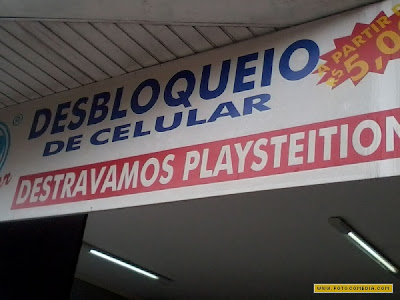 DESBLOQUEIO
DE CELULAR
A PARTIR
R$ 5,0
DESTRAVAMOS PLAYSTEITION
WWW.FOTOCOMEDIA.COM